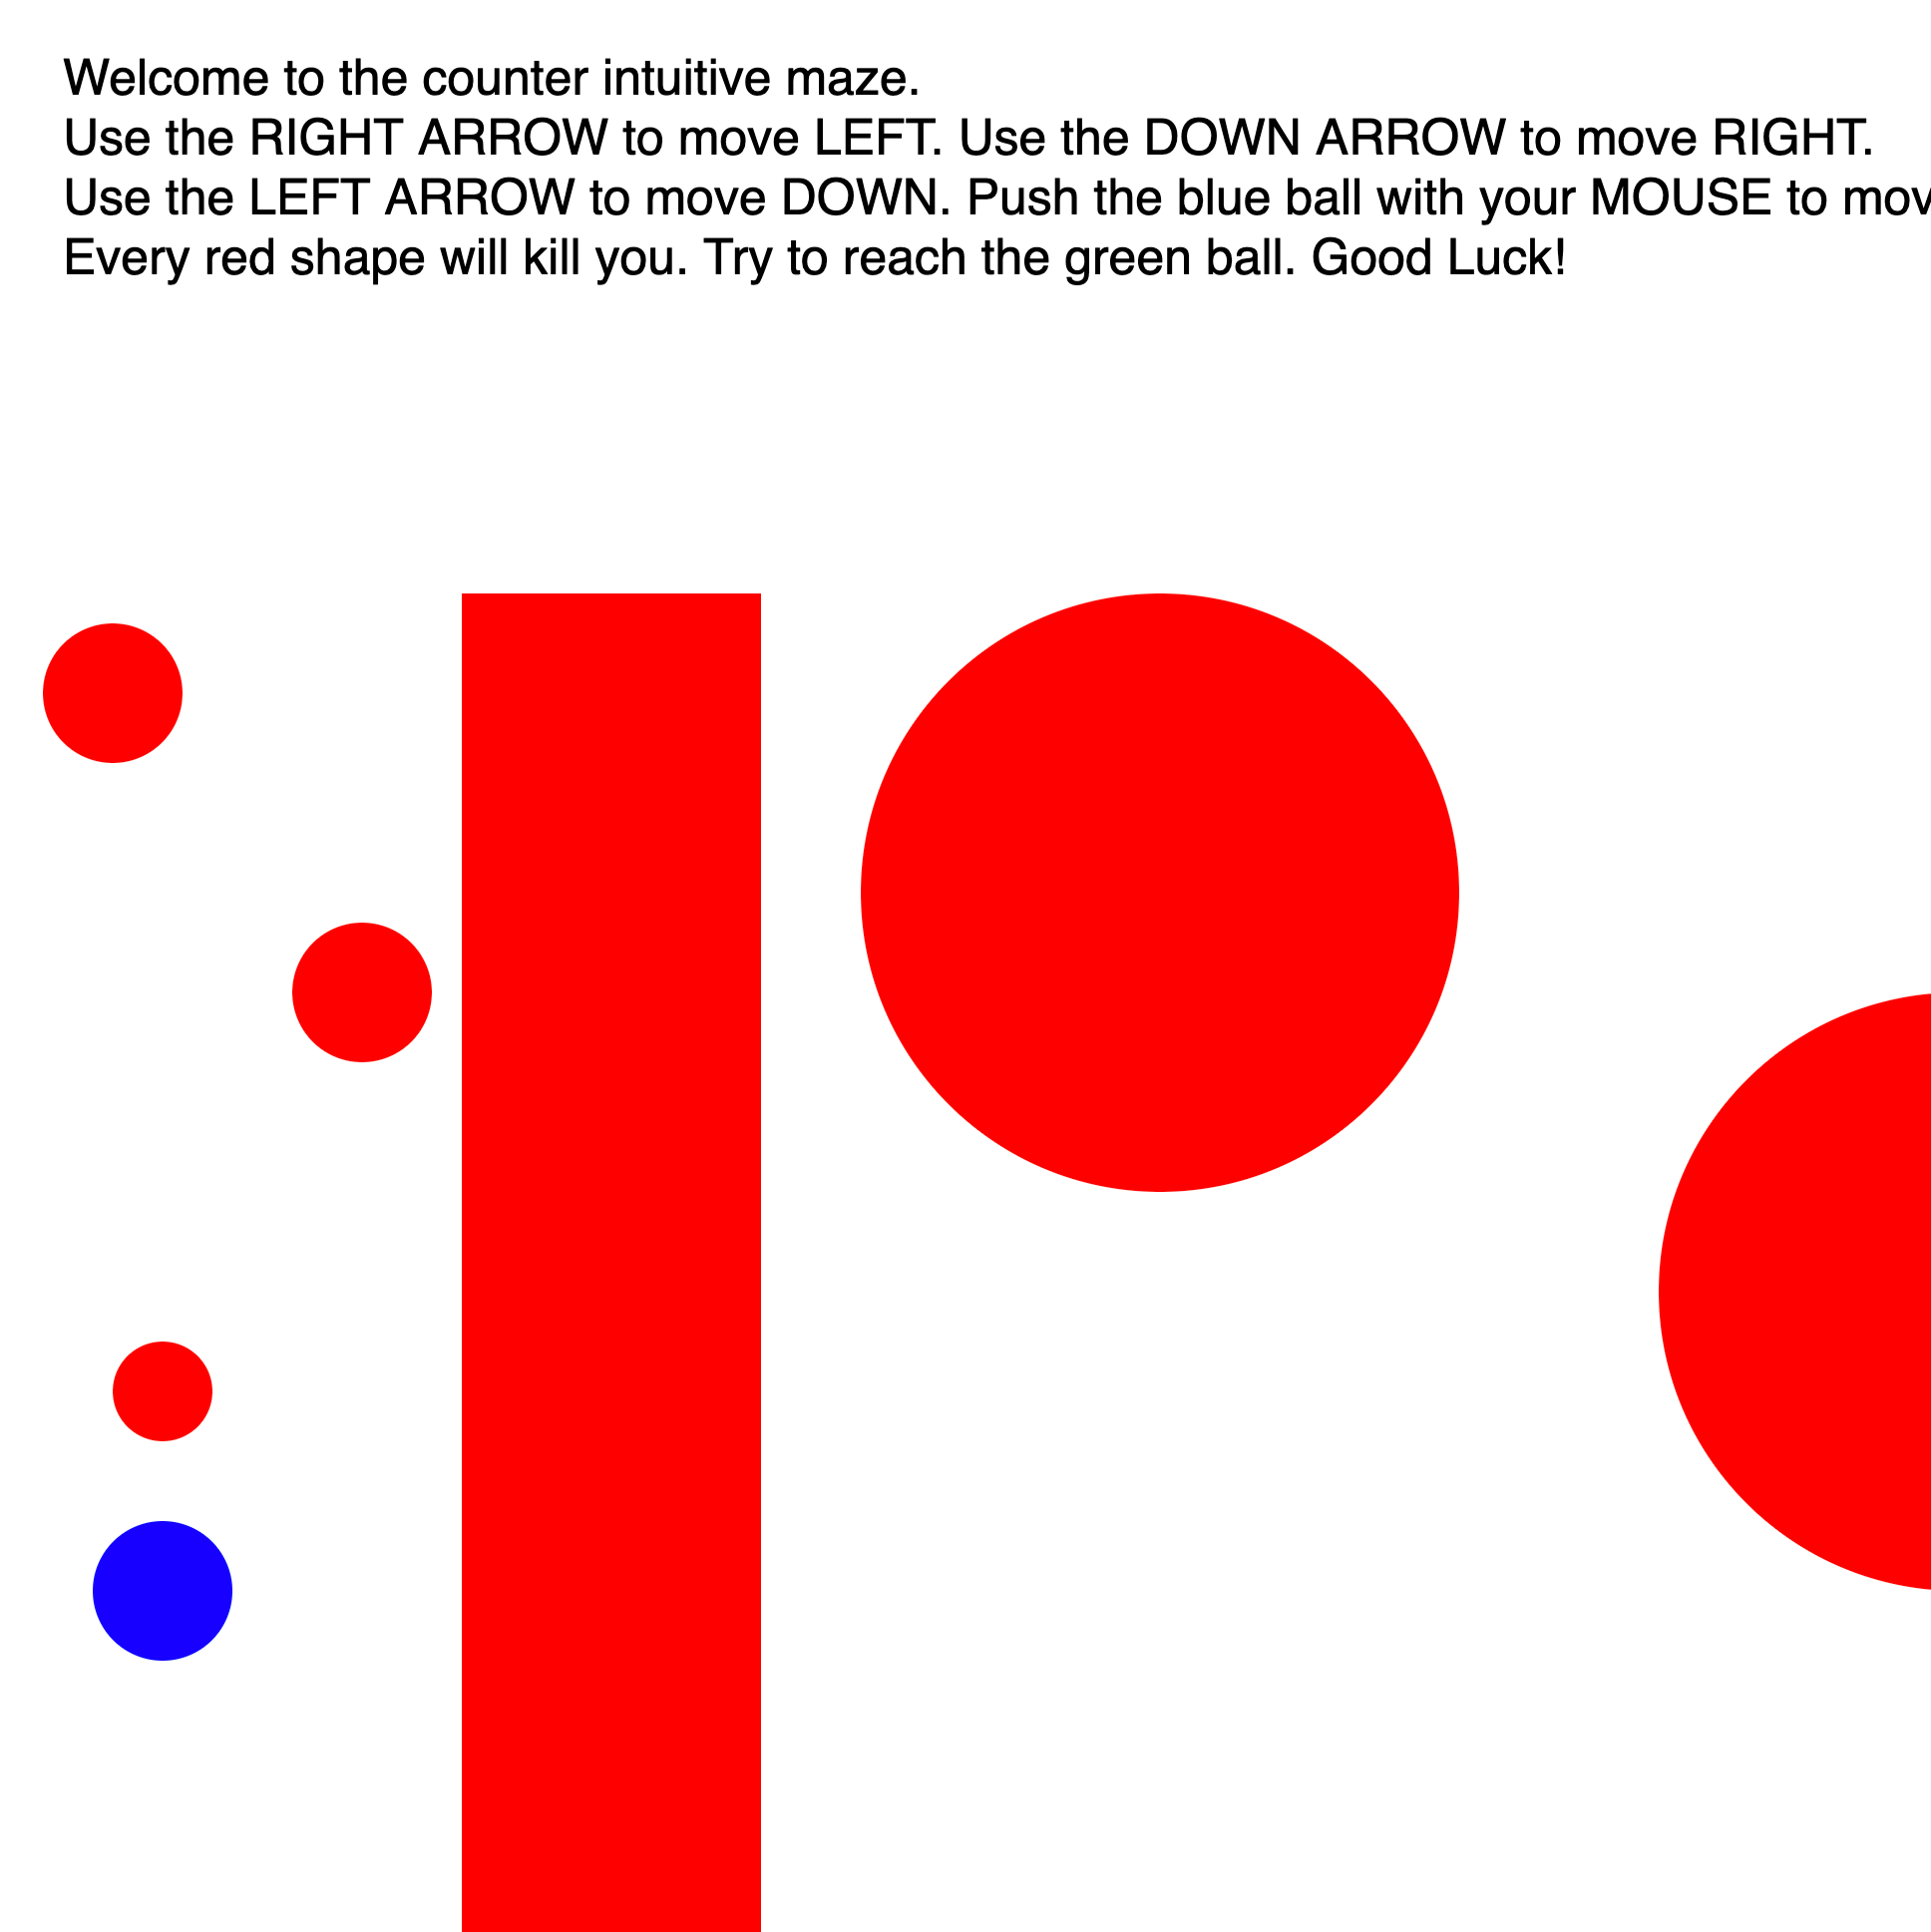 Welcome to the counter intuitive maze.
Use the RIGHT ARROW to move LEFT. Use the DOWN ARROW to move RIGHT.
Use the LEFT ARROW to move DOWN. Push the blue ball with your MOUSE to mov
Every red shape will kill you. Try to reach the green ball. Good Luck!